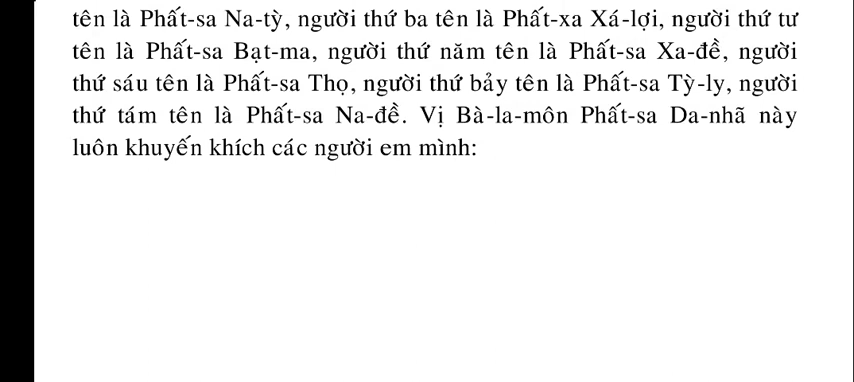 tên là Phất-sa Na-tỳ, người thứ ba tên là Phất-xa Xá-lợi, người thứ tư
tên là Phất-sa Bạt-ma, người thứ năm tên là Phất-sa Xa-đề, người
thứ sáu tên là Phất-sa Thọ, người thứ bảy tên là Phất-sa Tỳ-ly, người
thứ tám tên là Phất-sa Na-đề. Vị Bà-la-môn Phất-sa Da-nhã này
luôn khuyến khích các người em mình: